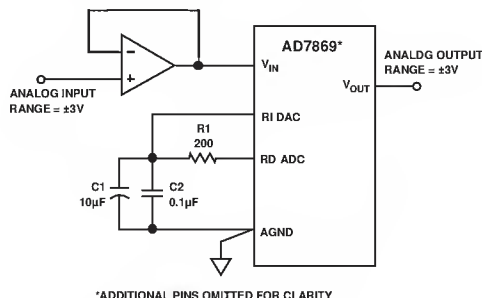 AD7869*
ANALOG INPUT
RANGE = ±3V
VIN
ANALDG OUTPUT
RANGE = ±3V
VOUT
RI DAC
R1
200
RD ADC
C1
10µF
C2
0.1µF
AGND
*ADDITIONAL PINS OMITTED FOR CLARITY